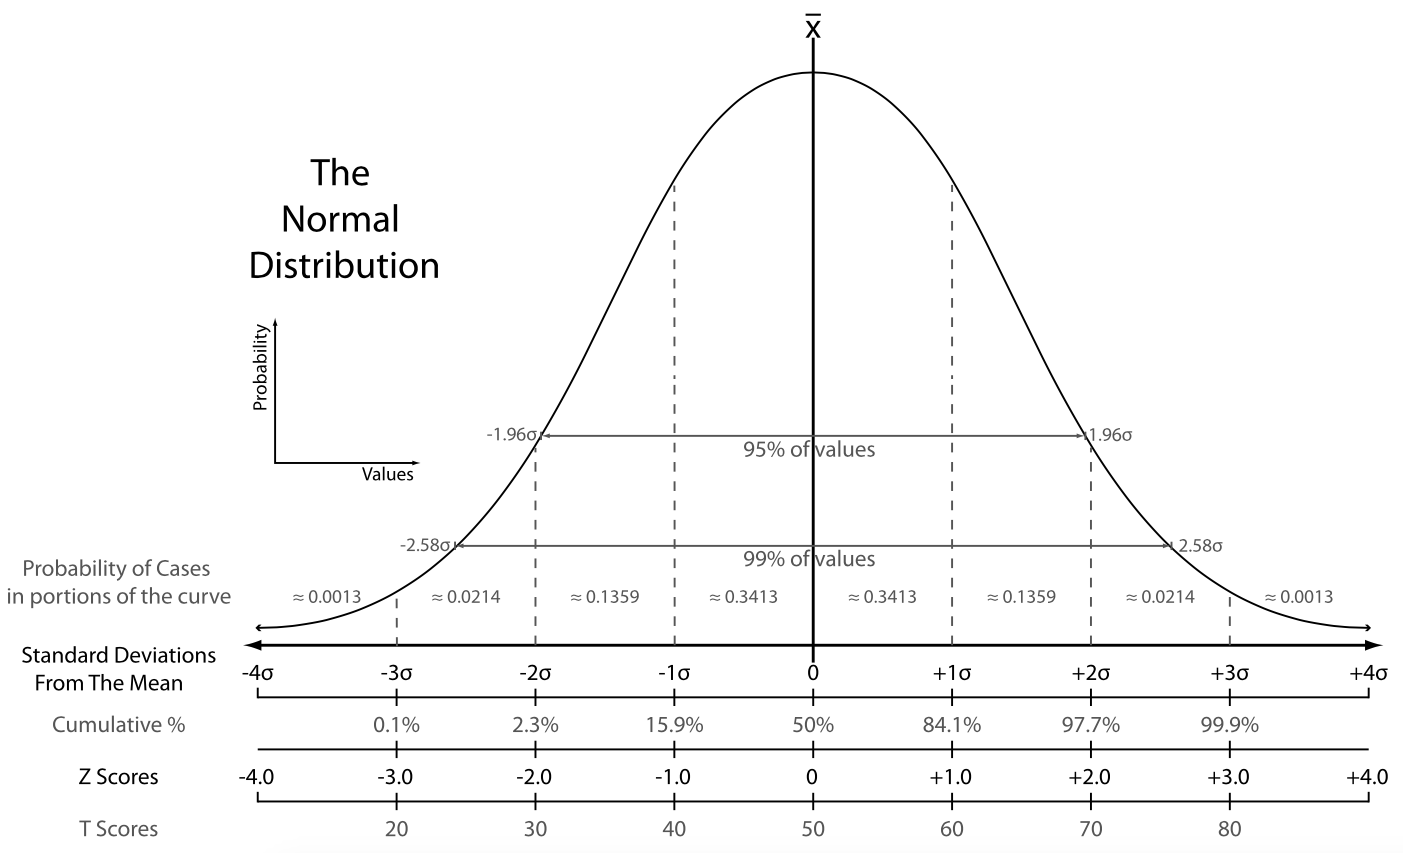 x̄
The
Normal
Distribution
Probability
Values
-1.96σ 1.96σ
95% of values
-2.58σ 2.58σ
99% of values
Probability of Cases
in portions of the curve
≈ 0.0013 ≈ 0.0214 ≈ 0.1359 ≈ 0.3413 ≈ 0.3413 ≈ 0.1359 ≈ 0.0214 ≈ 0.0013
Standard Deviations
From The Mean
-4σ -3σ -2σ -1σ 0 +1σ +2σ +3σ +4σ
Cumulative % 0.1% 2.3% 15.9% 50% 84.1% 97.7% 99.9%
Z Scores -4.0 -3.0 -2.0 -1.0 0 +1.0 +2.0 +3.0 +4.0
T Scores 20 30 40 50 60 70 80